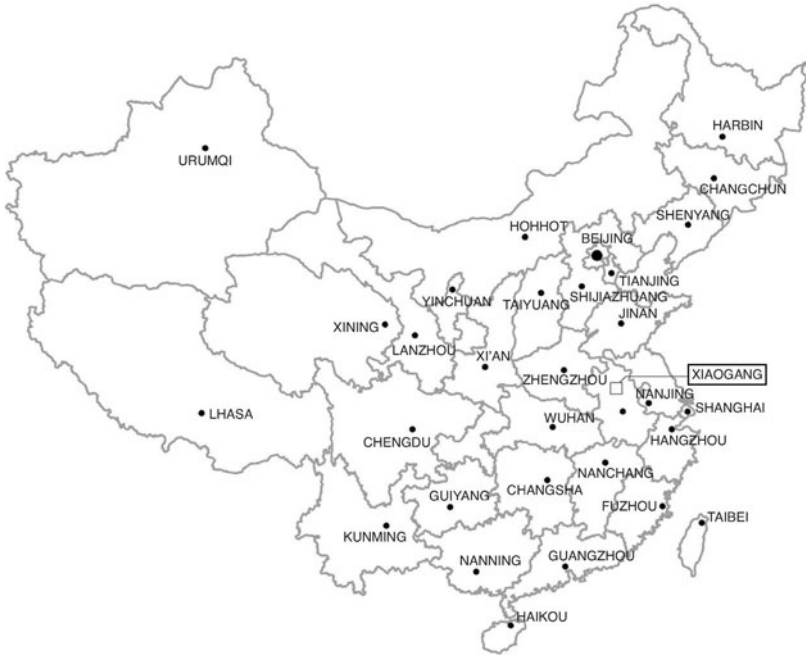 HARBIN
URUMQI
CHANGCHUN
SHENYANG
HOHHOT
BEIJING
TIANJING
YINCHUAN
TAIYUANG
SHIJIAZHUANG
JINAN
XINING
LANZHOU
XI'AN
ZHENGZHOU
XIAOGANG
NANJING
LHASA
SHANGHAI
WUHAN
CHENGDU
HANGZHOU
NANCHANG
CHANGSHA
GUIYANG
FUZHOU
TAIBEI
KUNMING
GUANGZHOU
NANNING
HAIKOU